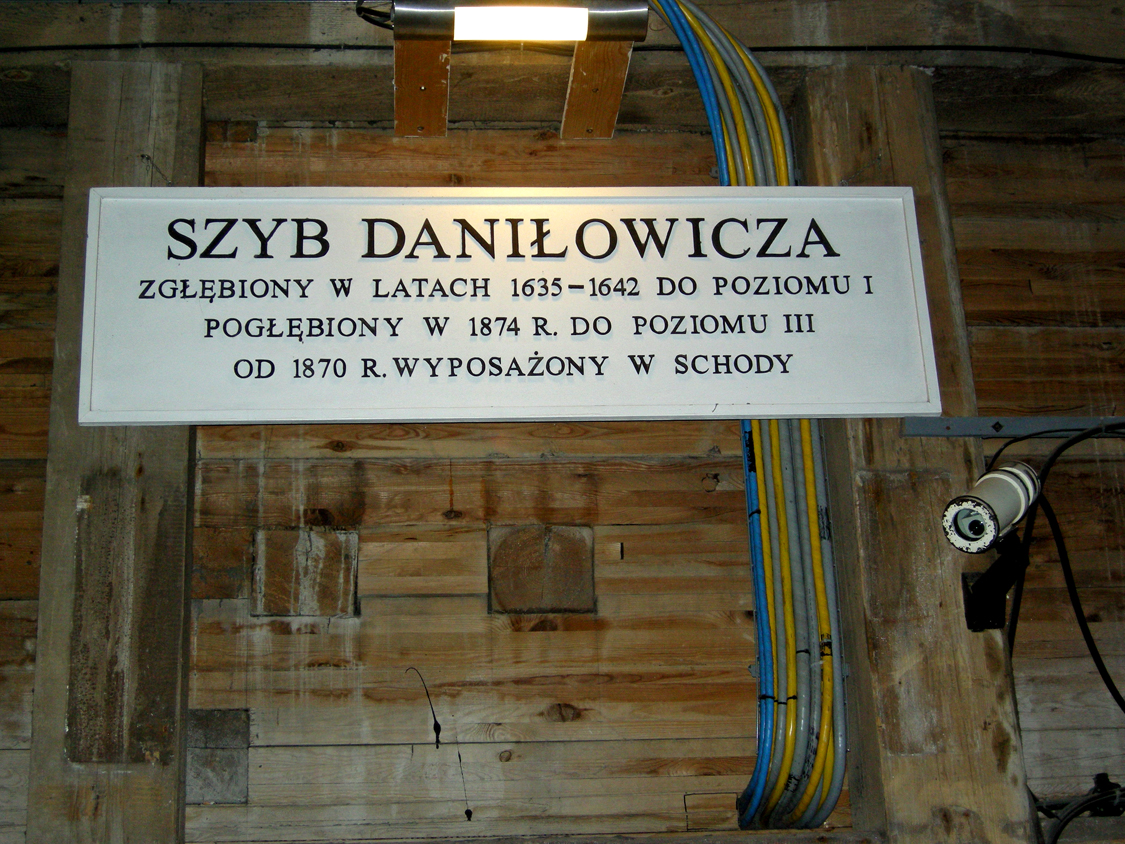 SZYB DANIŁOWICZA
ZGŁĘBIONY W LATACH 1635–1642 DO POZIOMU I
POGŁĘBIONY W 1874 R. DO POZIOMU III
OD 1870 R. WYPOSAŻONY W SCHODY